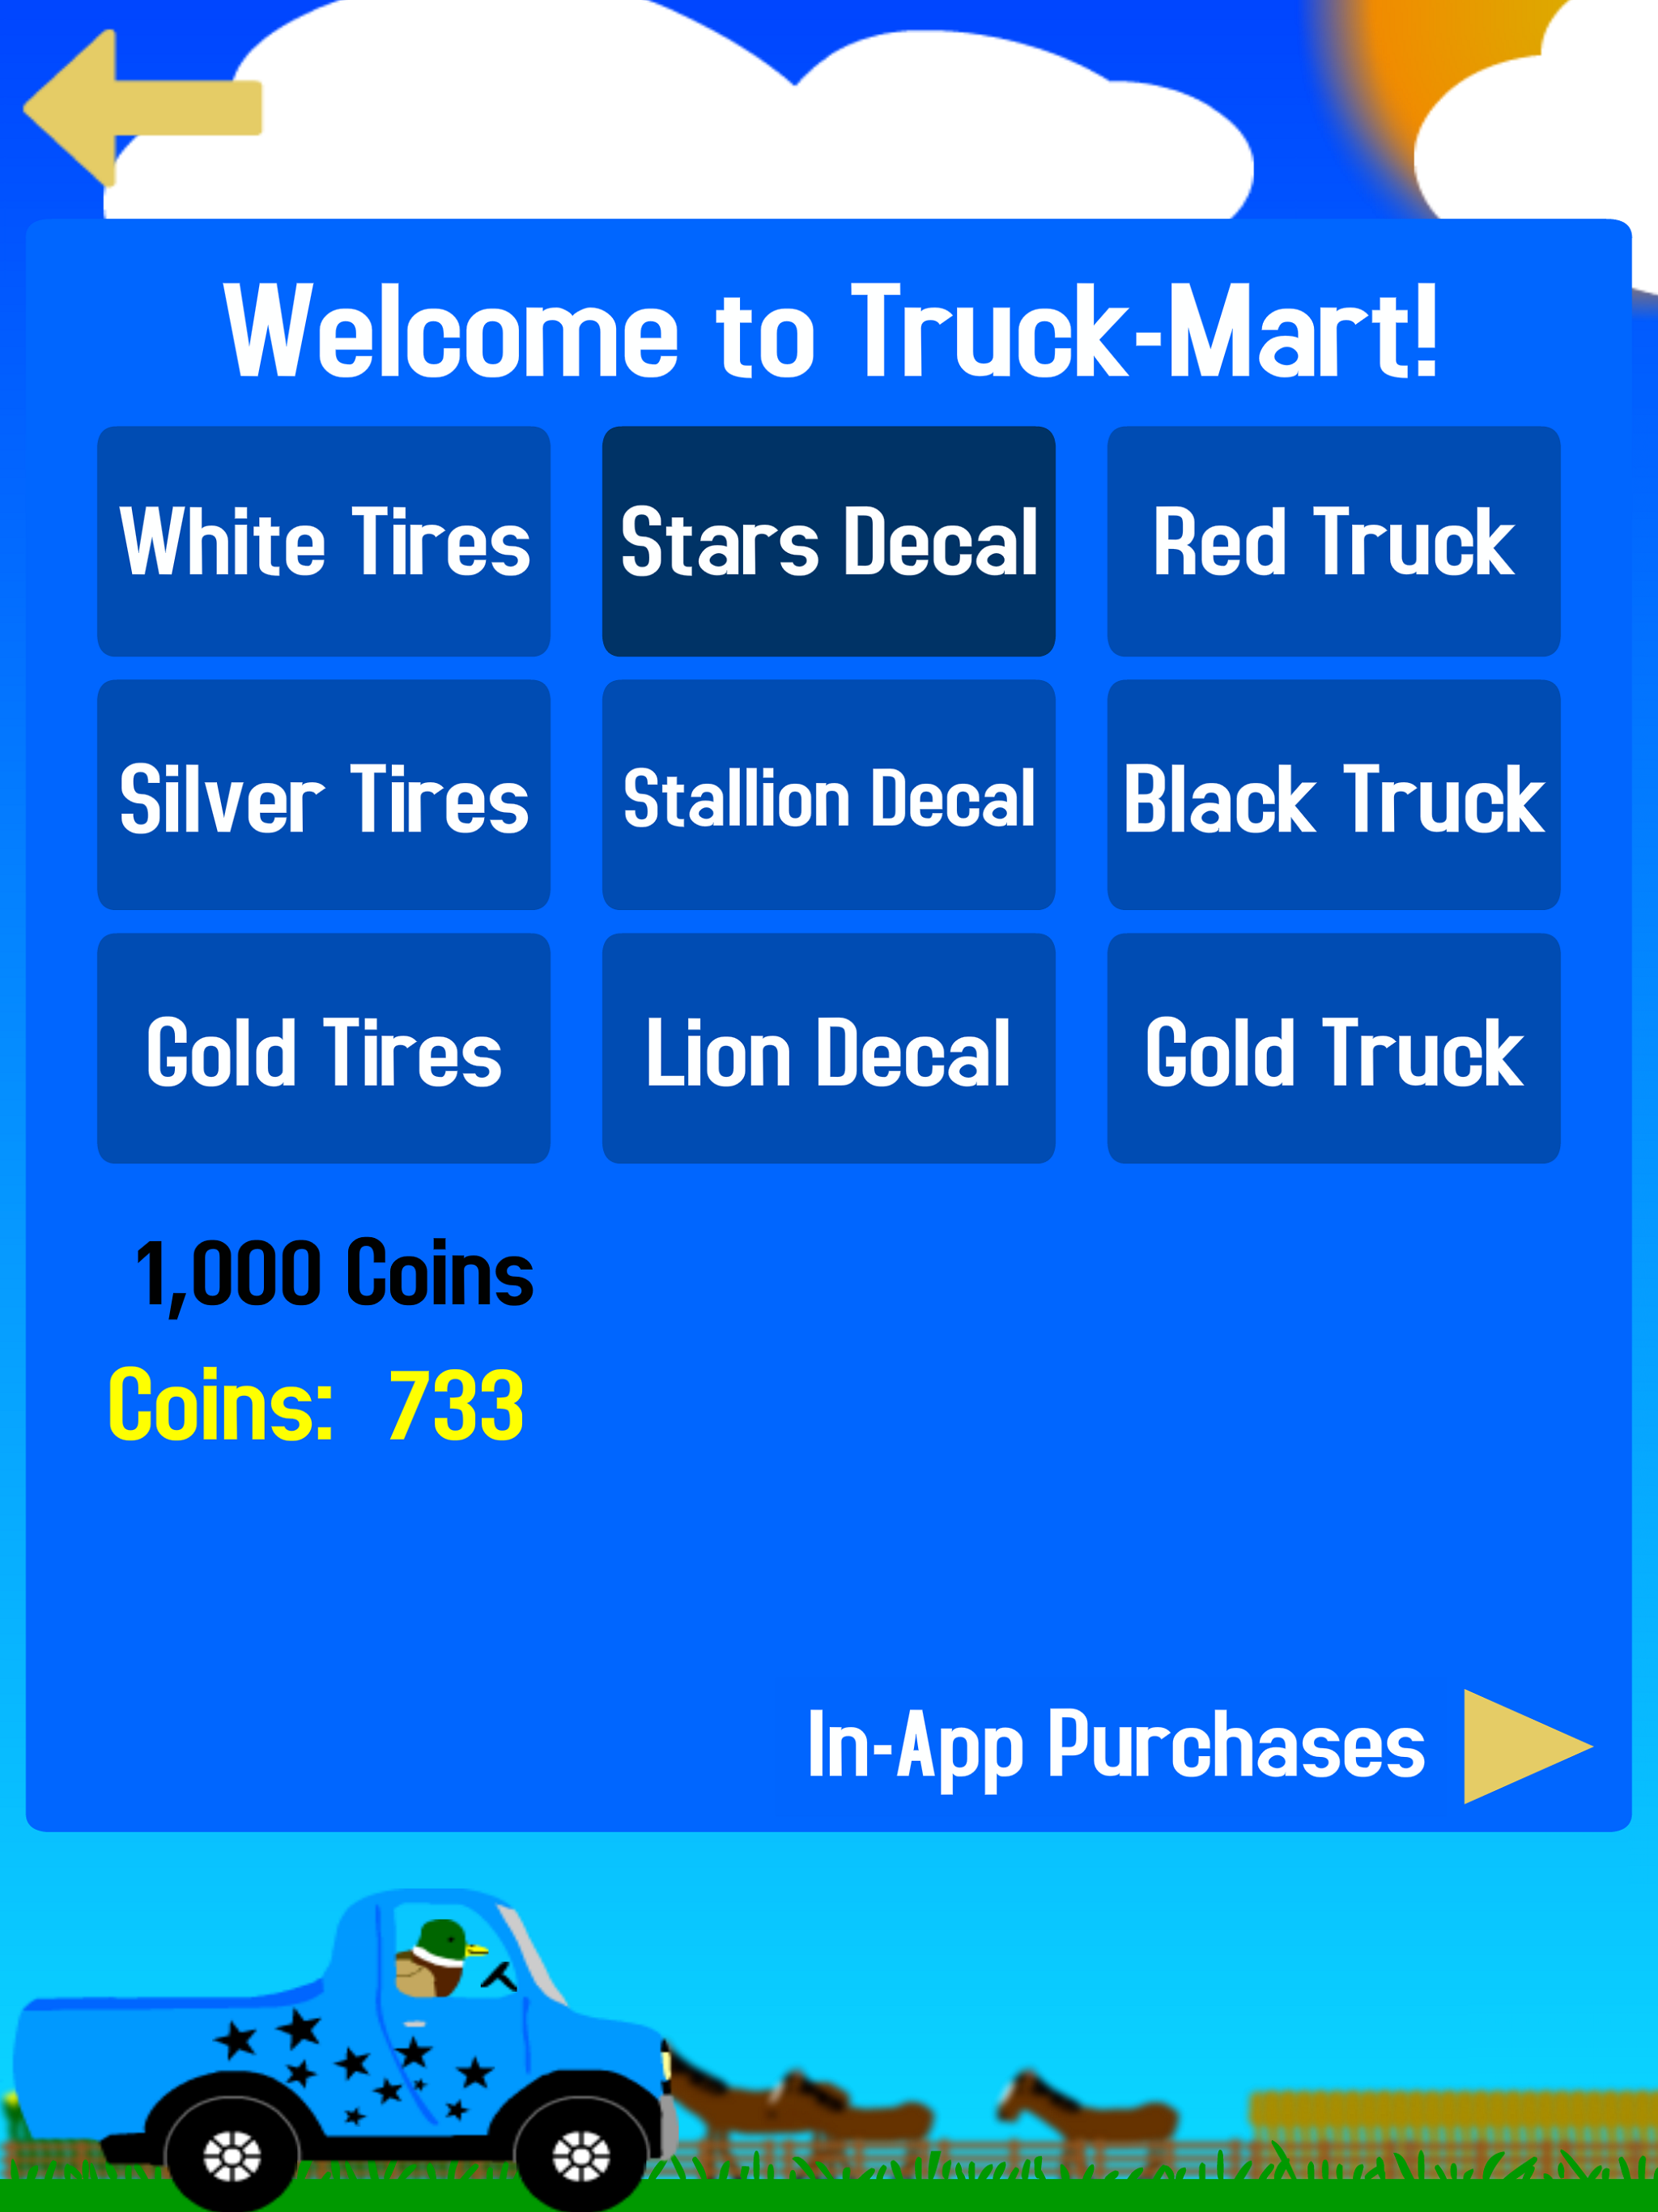 Welcome to Truck-Mart!
White Tires
Stars Decal
Red Truck
Silver Tires
Stallion Decal
Black Truck
Gold Tires
Lion Decal
Gold Truck
1,000 Coins
Coins: 733
In-App Purchases